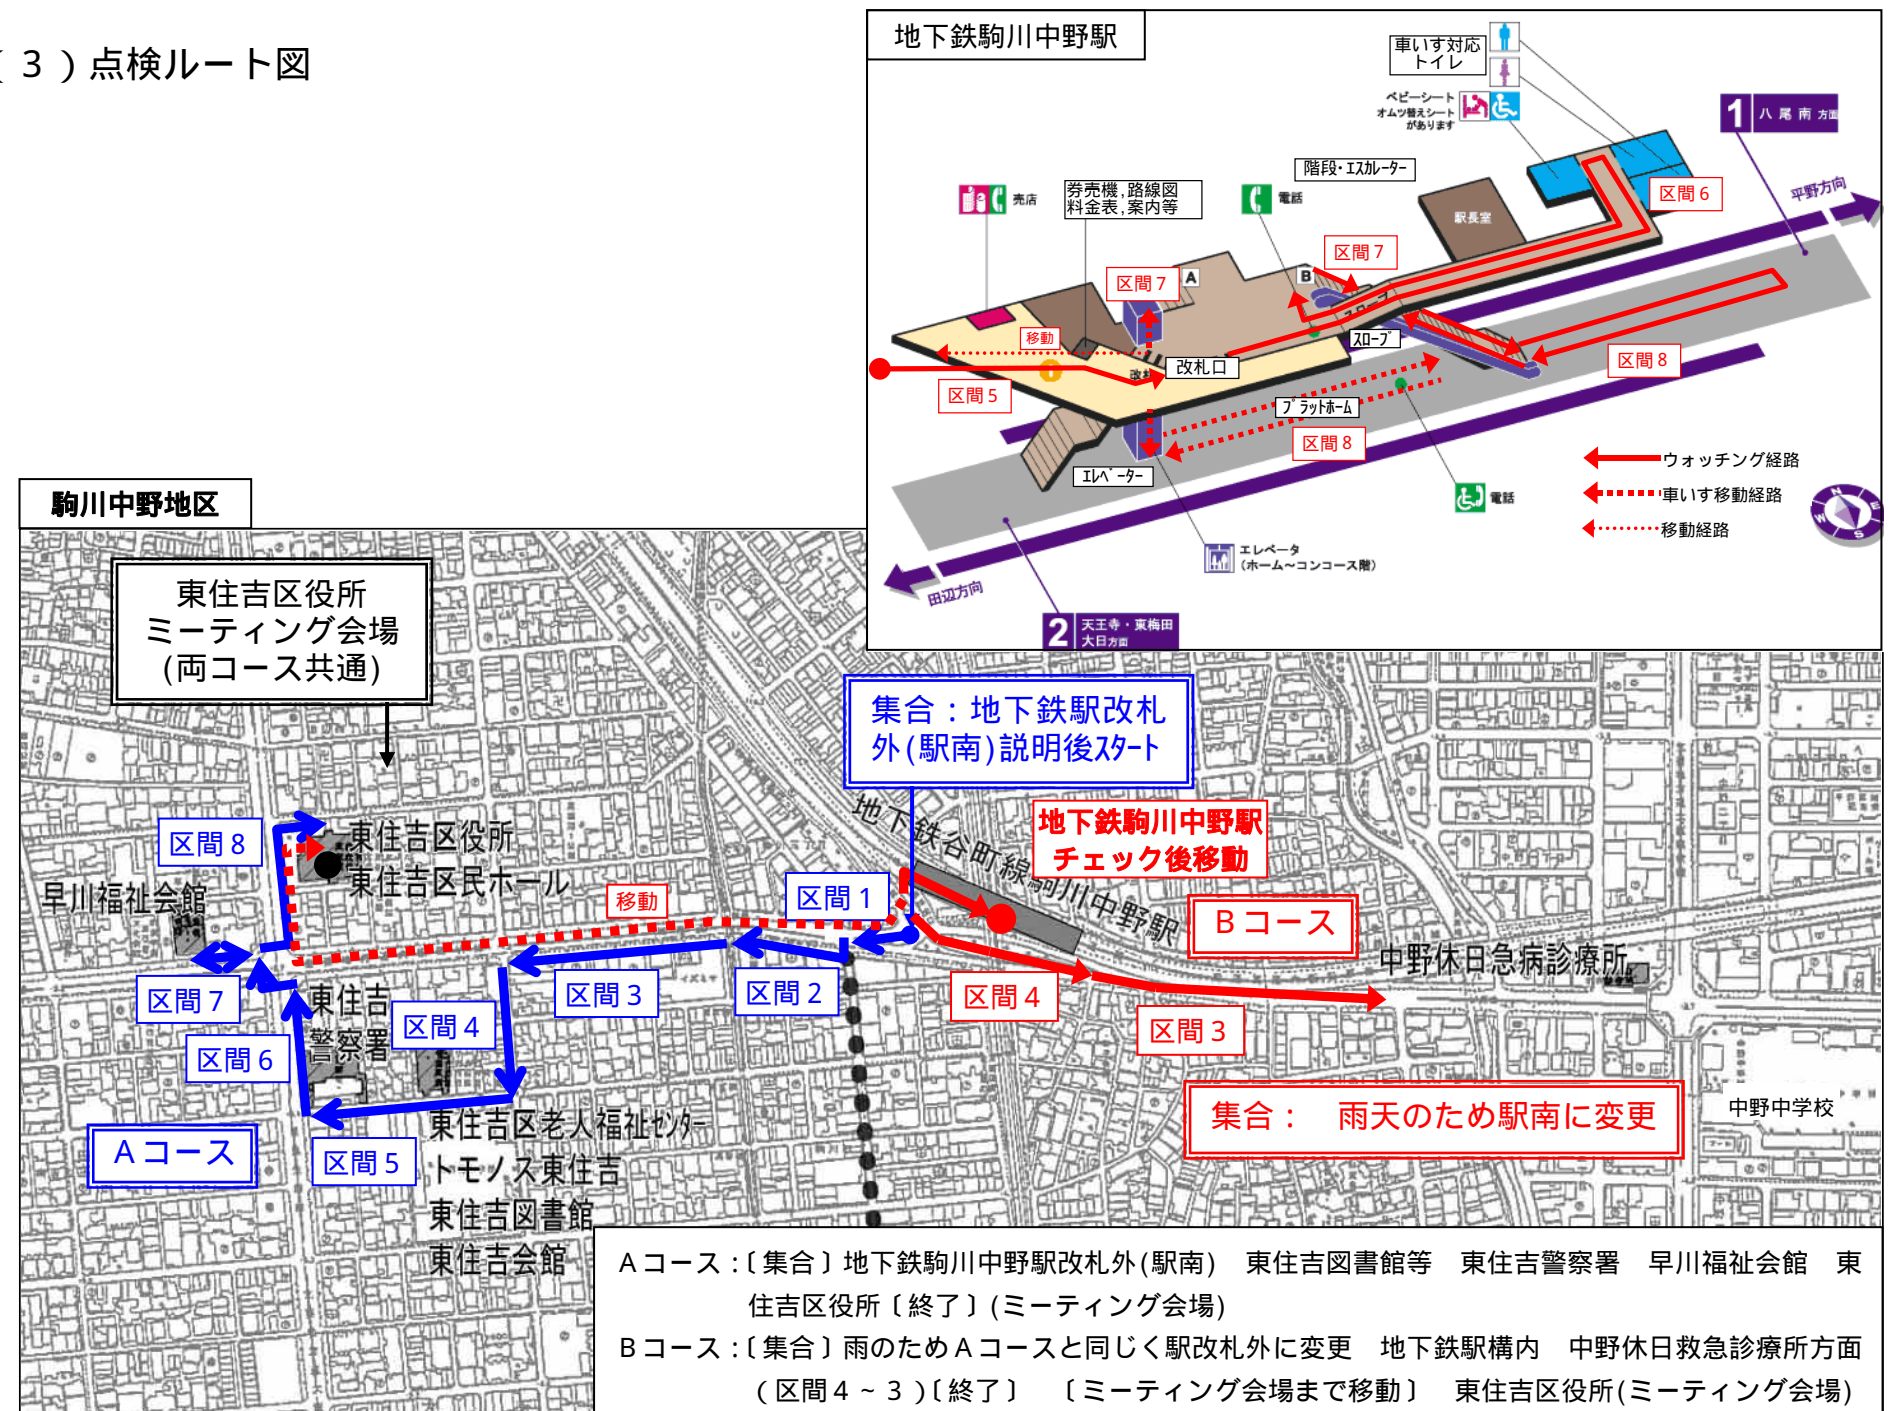 (3)点検ルート図
地下鉄駒川中野駅
車いす対応
トイレ
ベビーシート
オムツ替えシート
があります
1 八尾南 方面
階段・エスカレーター
売店
券売機,路線図
料金表,案内等
電話
駅長室
区間6
平野方向
区間7
A
区間7
B
スロープ
スロープ
移動
改札
改札口
区間5
区間8
プラットホーム
区間8
エレベーター
ウォッチング経路
車いす移動経路
移動経路
電話
N
E
W
S
エレベータ
(ホーム～コンコース階)
田辺方向
2 天王寺・東梅田
大日方面
駒川中野地区
東住吉区役所
ミーティング会場
(両コース共通)
集合:地下鉄駅改札
外(駅南)説明後スタート
地下鉄谷町線駒川中野駅
地下鉄駒川中野駅
チェック後移動
区間8
東住吉区役所
東住吉区民ホール
早川福祉会館
移動
区間1
Bコース
中野休日急病診療所
区間7
東住吉
警察署
区間4
区間3
区間2
区間4
区間3
区間6
集合: 雨天のため駅南に変更
中野中学校
Aコース
区間5
東住吉区老人福祉センター
トモノス東住吉
東住吉図書館
東住吉会館
Aコース:〔集合〕地下鉄駒川中野駅改札外(駅南) 東住吉図書館等 東住吉警察署 早川福祉会館 東
住吉区役所〔終了〕(ミーティング会場)
Bコース:〔集合〕雨のためAコースと同じく駅改札外に変更 地下鉄駅構内 中野休日救急診療所方面
(区間4~3)〔終了〕 〔ミーティング会場まで移動〕 東住吉区役所(ミーティング会場)